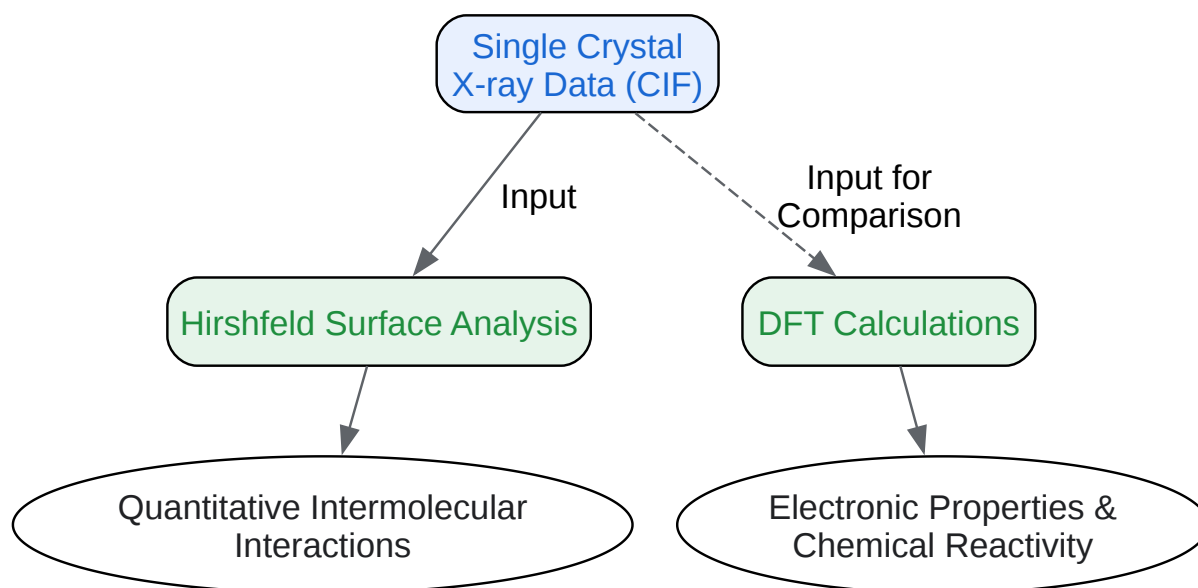 Single Crystal
X-ray Data (CIF)
Input
Input for
Comparison
Hirshfeld Surface Analysis
DFT Calculations
Quantitative Intermolecular
Interactions
Electronic Properties &
Chemical Reactivity